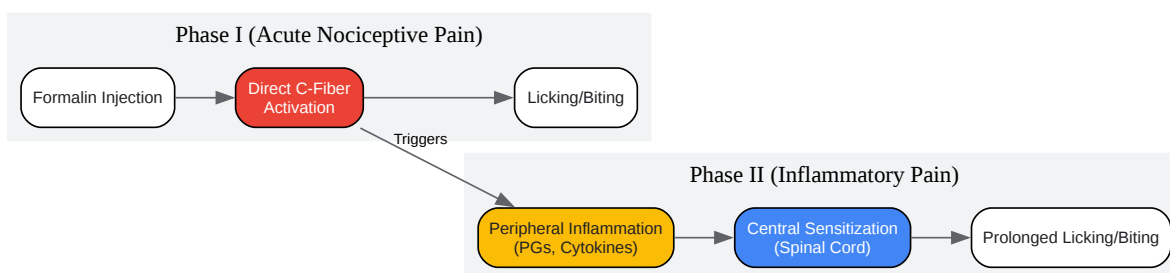 Phase I (Acute Nociceptive Pain)
Formalin Injection
Direct C-Fiber
Activation
Licking/Biting
Triggers
Phase II (Inflammatory Pain)
Peripheral Inflammation
(PGs, Cytokines)
Central Sensitization
(Spinal Cord)
Prolonged Licking/Biting